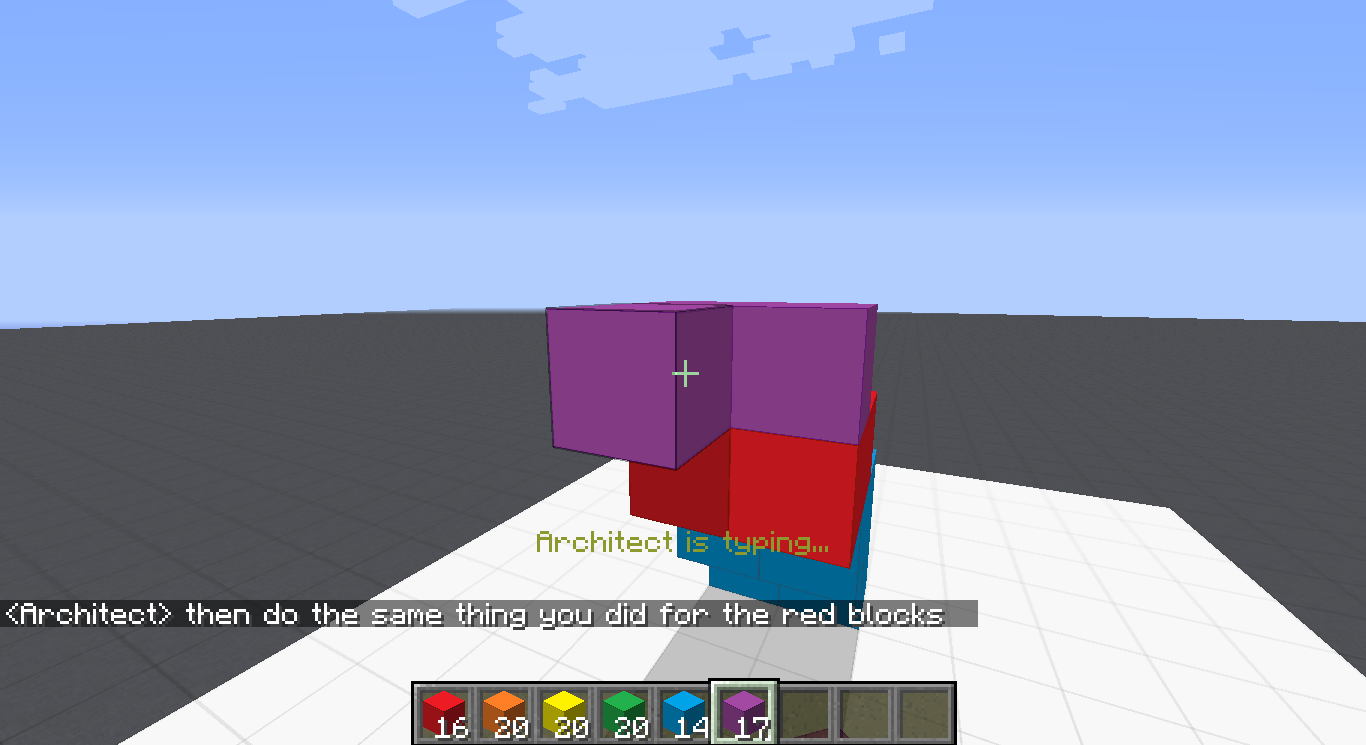 Architect is typing...
<Architect> then do the same thing you did for the red blocks
16 20 20 20 14 17